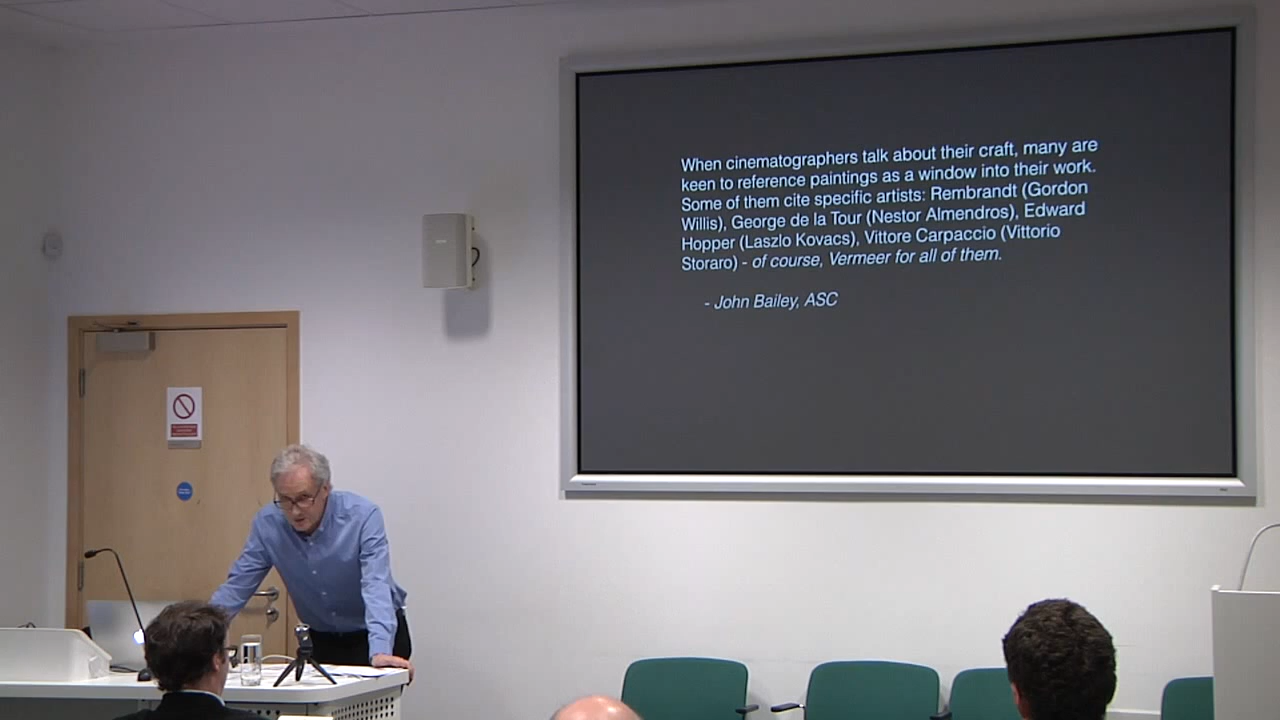 When cinematographers talk about their craft, many are
keen to reference paintings as a window into their work.
Some of them cite specific artists: Rembrandt (Gordon
Willis), George de la Tour (Nestor Almendros), Edward
Hopper (Laszlo Kovacs), Vittore Carpaccio (Vittorio
Storaro) - of course, Vermeer for all of them.
- John Bailey, ASC